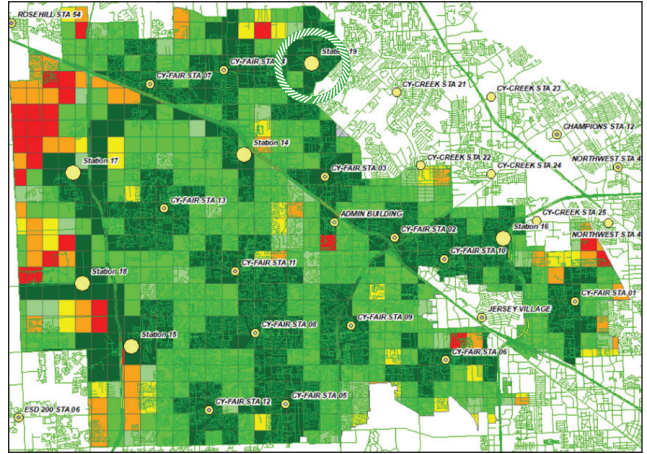 ROSEHILL STA 54
Station 19
CY-FAIR STA 07
CY-CREEK STA 21
CY-CREEK STA 23
CHAMPIONS STA 12
Station 14
CY-FAIR STA 03
CY-CREEK STA 22
CY-CREEK STA 24
NORTHWEST STA 4
Station 17
CY-FAIR STA 13
ADMIN BUILDING
CY-CREEK STA 25
Station 16
NORTHWEST STA 4
CY-FAIR STA 02
CY-FAIR STA 10
CY-FAIR STA 11
Station 18
CY-FAIR STA 01
JERSEY VILLAGE
CY-FAIR STA 09
CY-FAIR STA 08
Station 15
CY-FAIR STA 06
CY-FAIR STA 05
CY-FAIR STA 12
ESD 200 STA 06